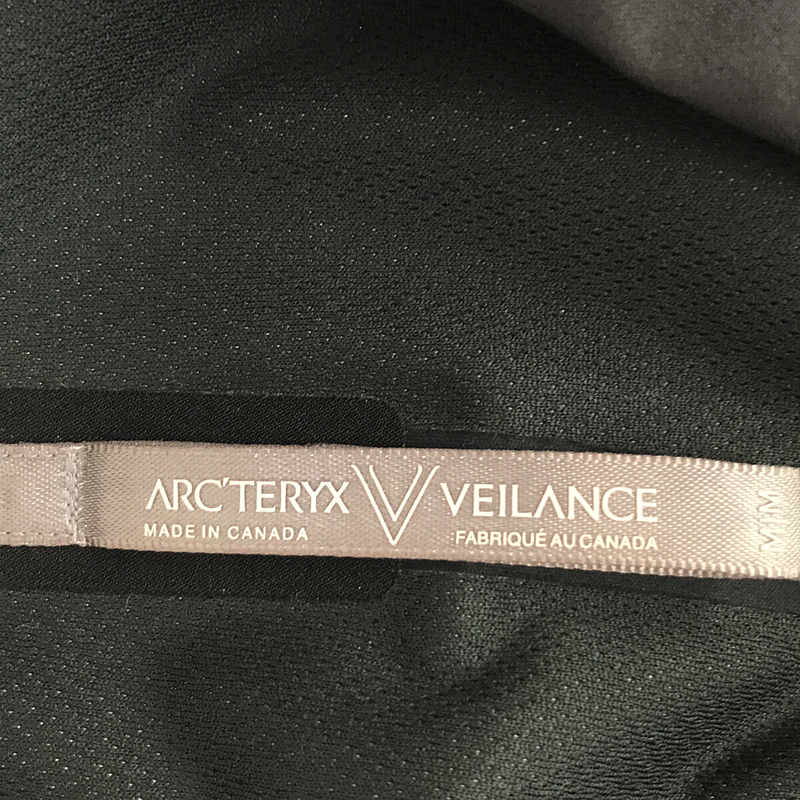 ARC'TERYX VEILANCE
MADE IN CANADA FABRIQUÉ AU CANADA
M|M